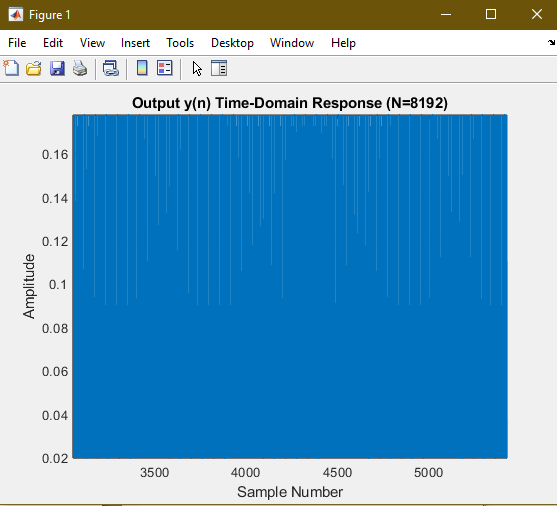 Figure 1
File Edit View Insert Tools Desktop Window Help
Output y(n) Time-Domain Response (N=8192)
0.16
0.14
0.12
0.1
0.08
0.06
0.04
0.02
Amplitude
3500 4000 4500 5000
Sample Number